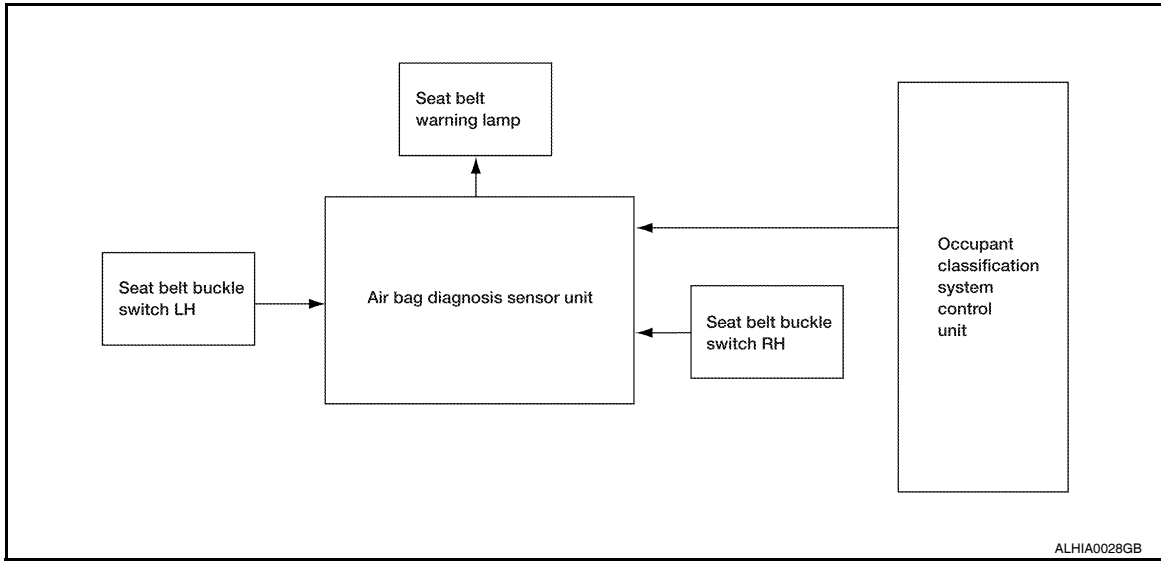 Seat belt
warning lamp
Seat belt buckle
switch LH
Air bag diagnosis sensor unit
Seat belt buckle
switch RH
Occupant
classification
system
control
unit
ALHIA0028GB